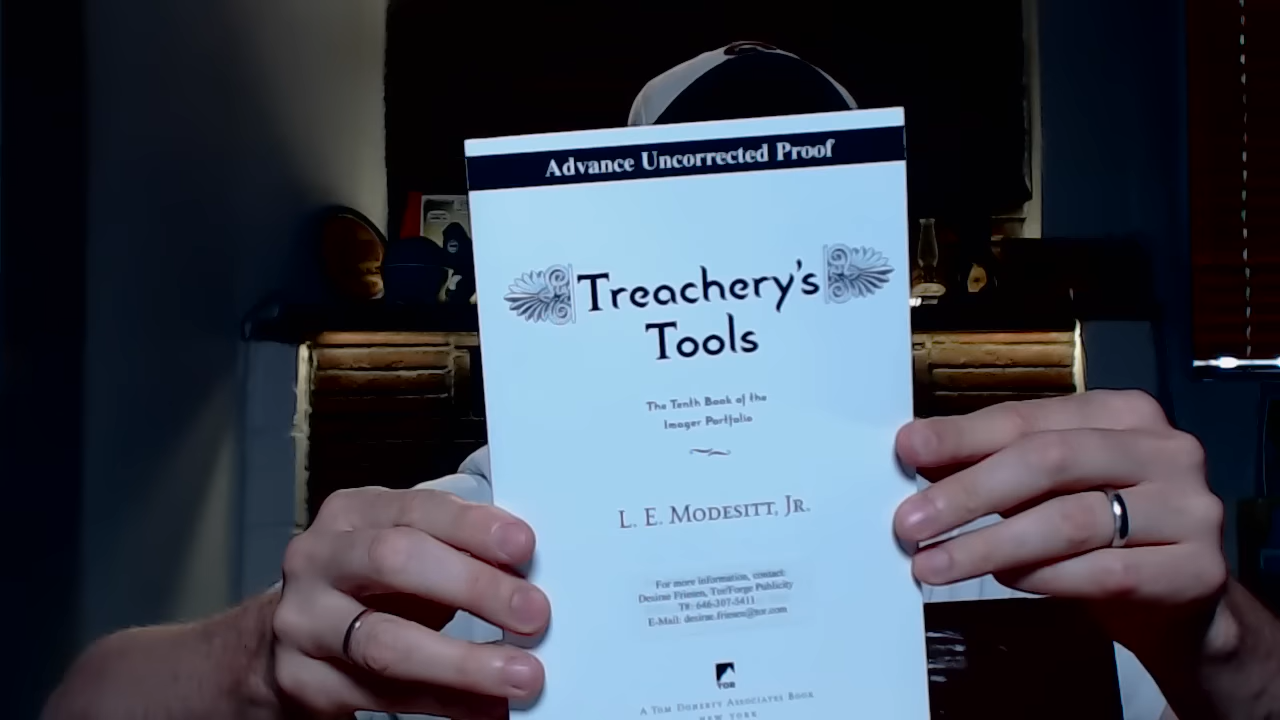 Advance Uncorrected Proof
Treachery's
Tools
The Tenth Book of the
Imager Portfolio
L. E. Modesitt, Jr.
For more information, contact:
Desirae Friesen, Tor/Forge Publicity
T#: 646-307-5411
E-Mail: desirae.friesen@tor.com
TOR
A Tom Doherty Associates Book
New York